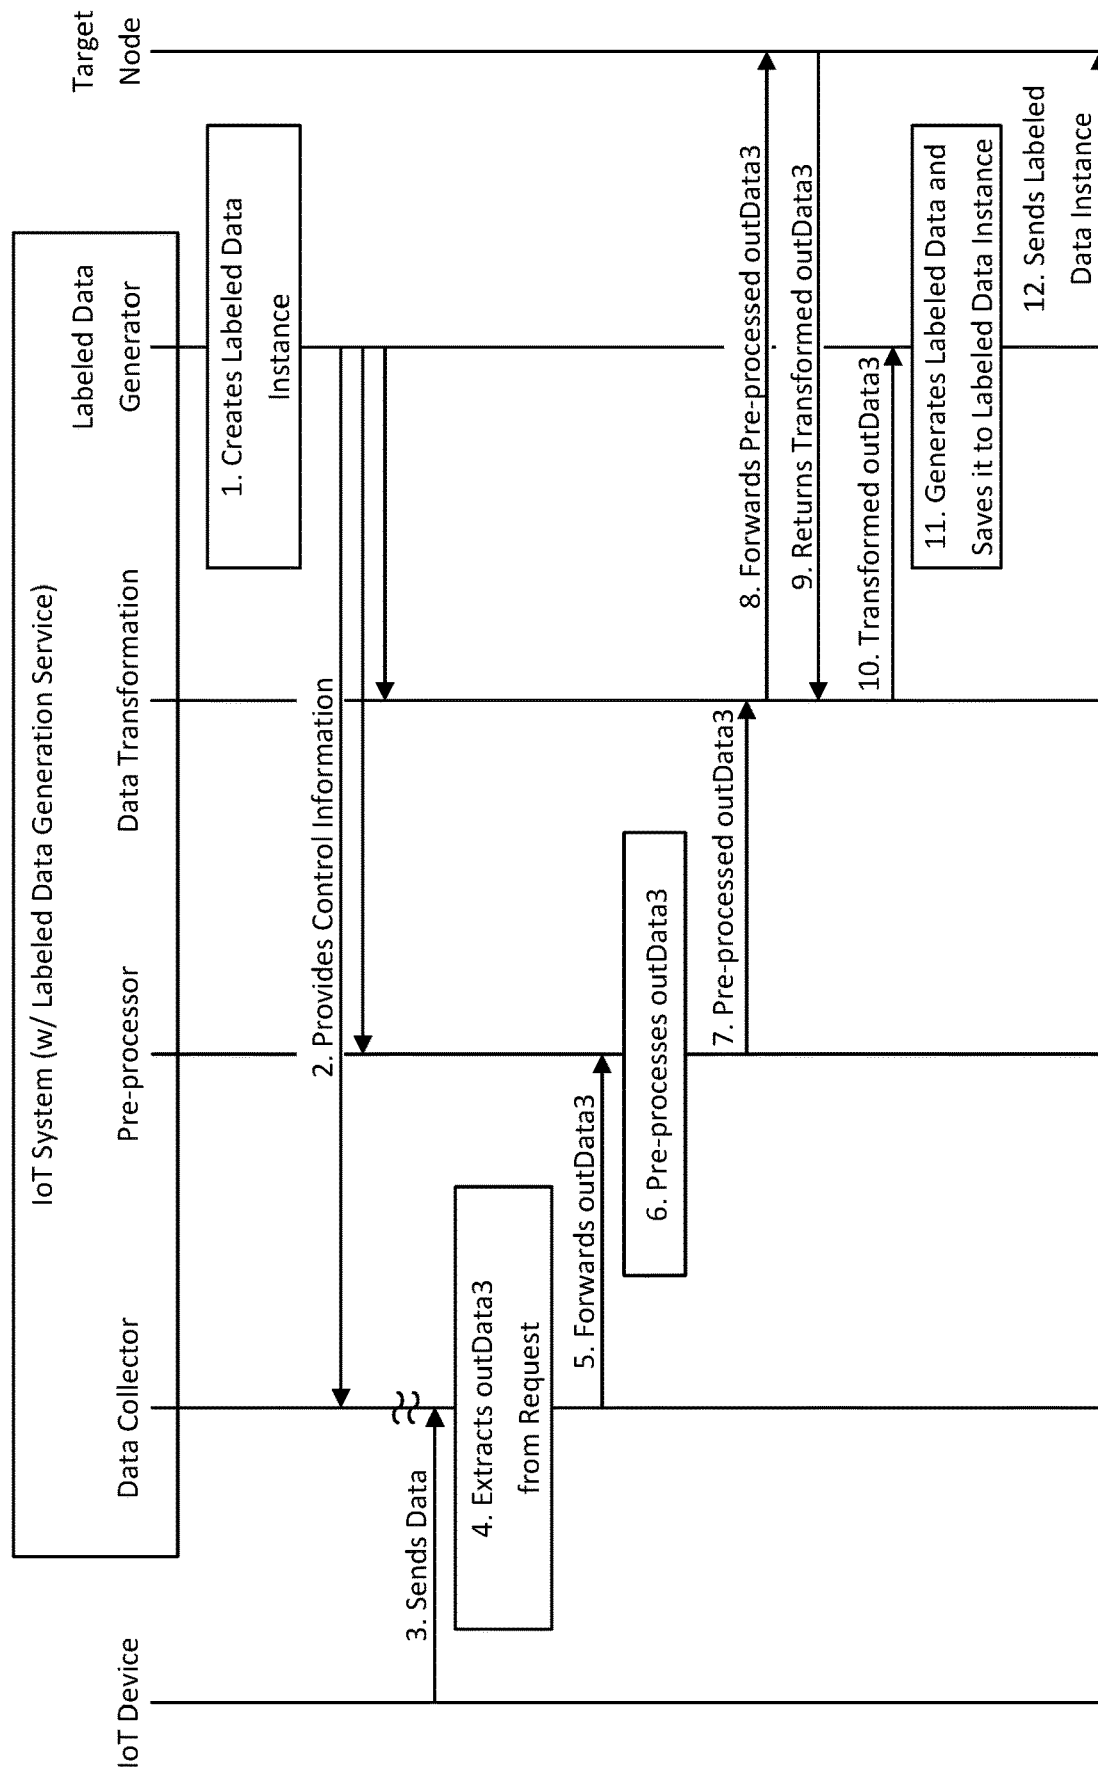 IoT System (w/ Labeled Data Generation Service)
IoT Device
Data Collector
Pre-processor
Data Transformation
Labeled Data
Generator
Target
Node
1. Creates Labeled Data
Instance
2. Provides Control Information
3. Sends Data
4. Extracts outData3
from Request
5. Forwards outData3
6. Pre-processes outData3
7. Pre-processed outData3
8. Forwards Pre-processed outData3
9. Returns Transformed outData3
10. Transformed outData3
11. Generates Labeled Data and
Saves it to Labeled Data Instance
12. Sends Labeled
Data Instance